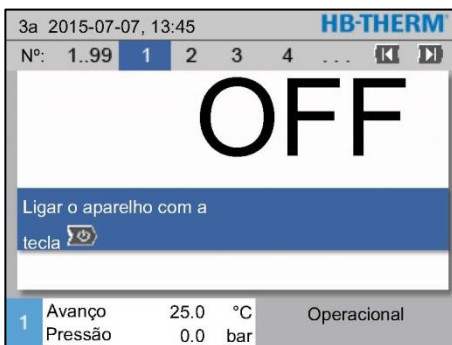 3a 2015-07-07, 13:45 HB-THERM
Nº: 1..99 1 2 3 4 ...
OFF
Ligar o aparelho com a
tecla
1 Avanço 25.0 °C Operacional
Pressão 0.0 bar